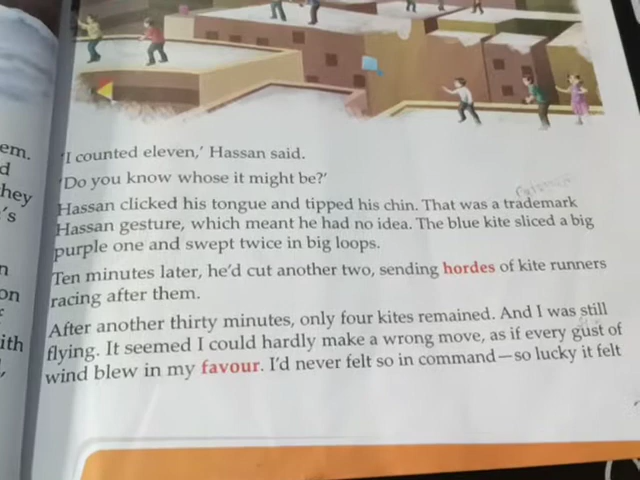 'I counted eleven,' Hassan said.
'Do you know whose it might be?'
Hassan clicked his tongue and tipped his chin. That was a trademark
Hassan gesture, which meant he had no idea. The blue kite sliced a big
purple one and swept twice in big loops.
Ten minutes later, he'd cut another two, sending hordes of kite runners
racing after them.
After another thirty minutes, only four kites remained. And I was still
flying. It seemed I could hardly make a wrong move, as if every gust of
wind blew in my favour. I'd never felt so in command—so lucky it felt
em.
d
hey
's
n
on
f
ith
,